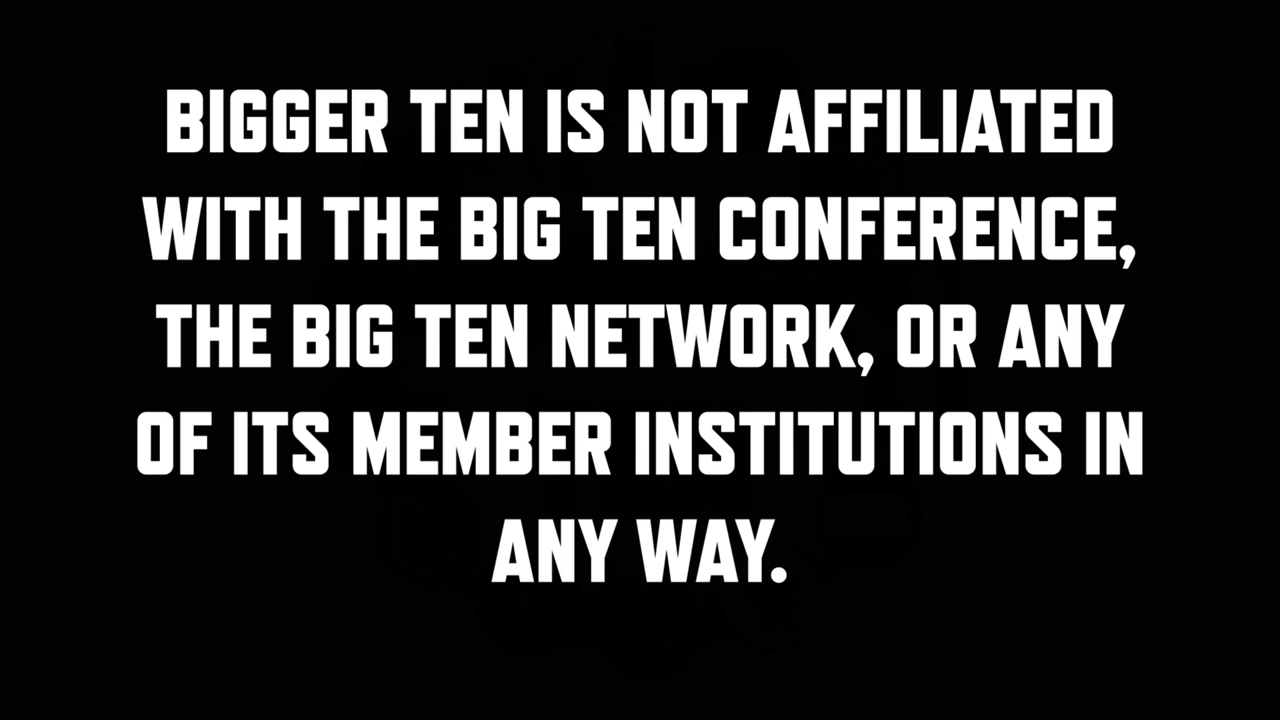 BIGGER TEN IS NOT AFFILIATED
WITH THE BIG TEN CONFERENCE,
THE BIG TEN NETWORK, OR ANY
OF ITS MEMBER INSTITUTIONS IN
ANY WAY.